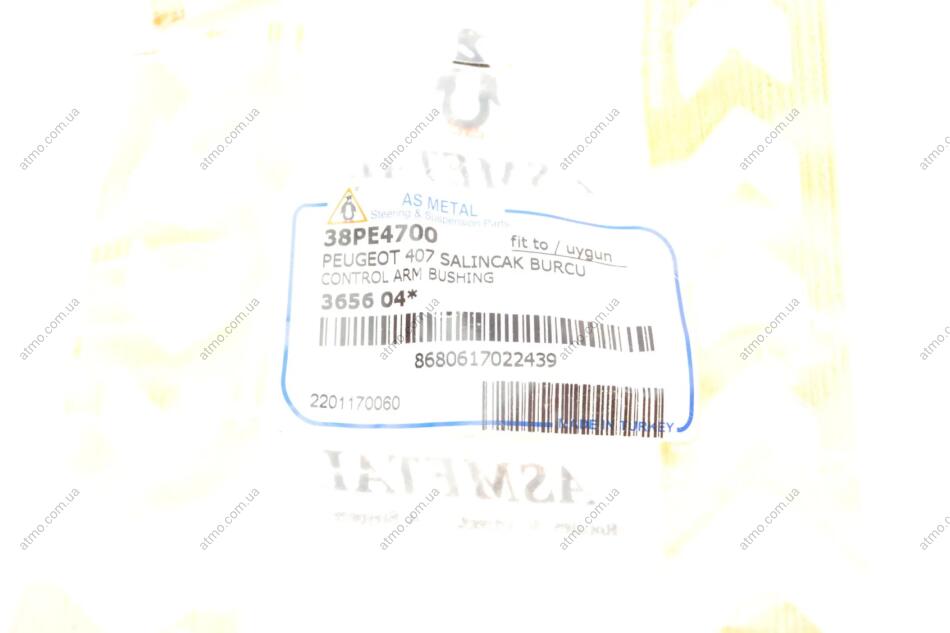 AS METAL
Steering & Suspension Parts
38PE4700
fit to / uygun
PEUGEOT 407 SALINCAK BURCU
CONTROL ARM BUSHING
3656 04*
8680617022439
2201170060
MADE IN TURKEY
ASMETAL
atmo.com.ua